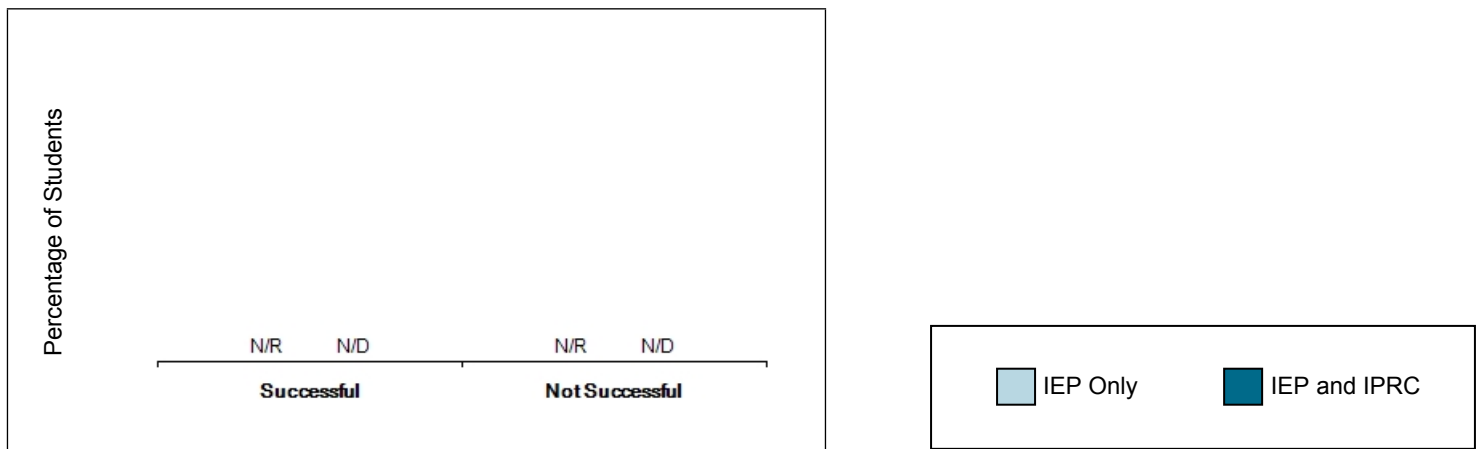 Percentage of Students
N/R N/D N/R N/D
Successful Not Successful
IEP Only IEP and IPRC